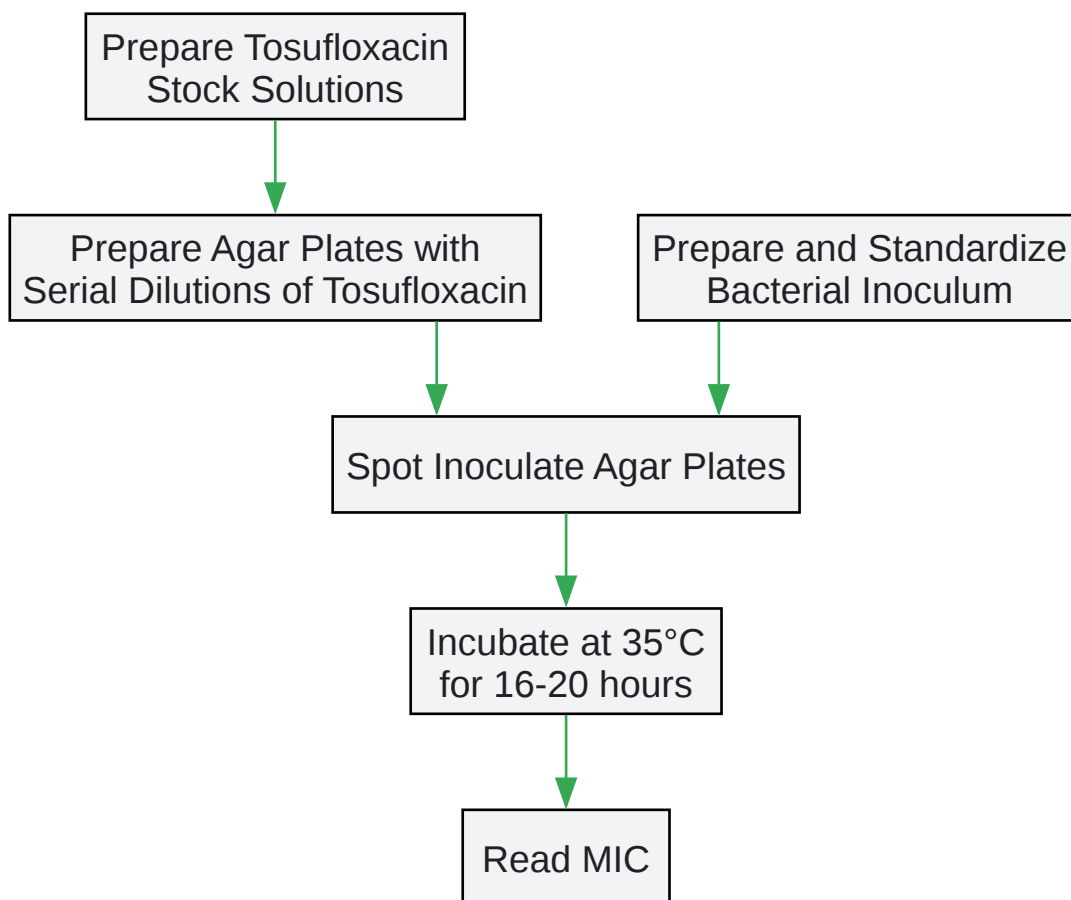 Prepare Tosufloxacin
Stock Solutions
Prepare Agar Plates with
Serial Dilutions of Tosufloxacin
Prepare and Standardize
Bacterial Inoculum
Spot Inoculate Agar Plates
Incubate at 35°C
for 16-20 hours
Read MIC